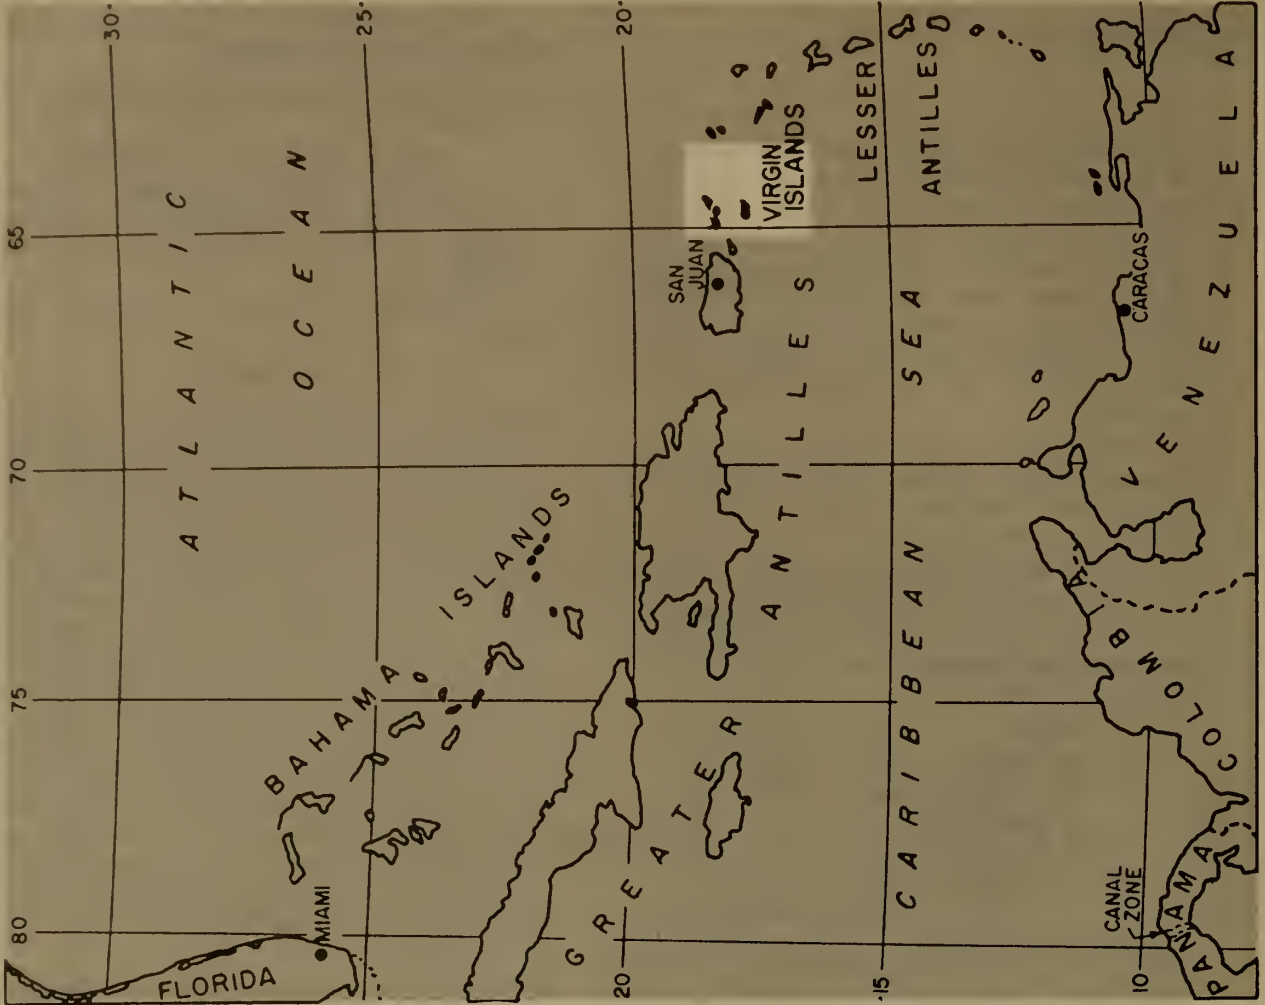 30°
25°
20°
65
70
75
80
ATLANTIC
OCEAN
BAHAMA ISLANDS
FLORIDA
MIAMI
SAN
JUAN
VIRGIN
ISLANDS
LESSER
ANTILLES
GREATER ANTILLES
CARIBBEAN SEA
20
15
10
CARACAS
VENEZUELA
COLOMBIA
CANAL
ZONE
PANAMA